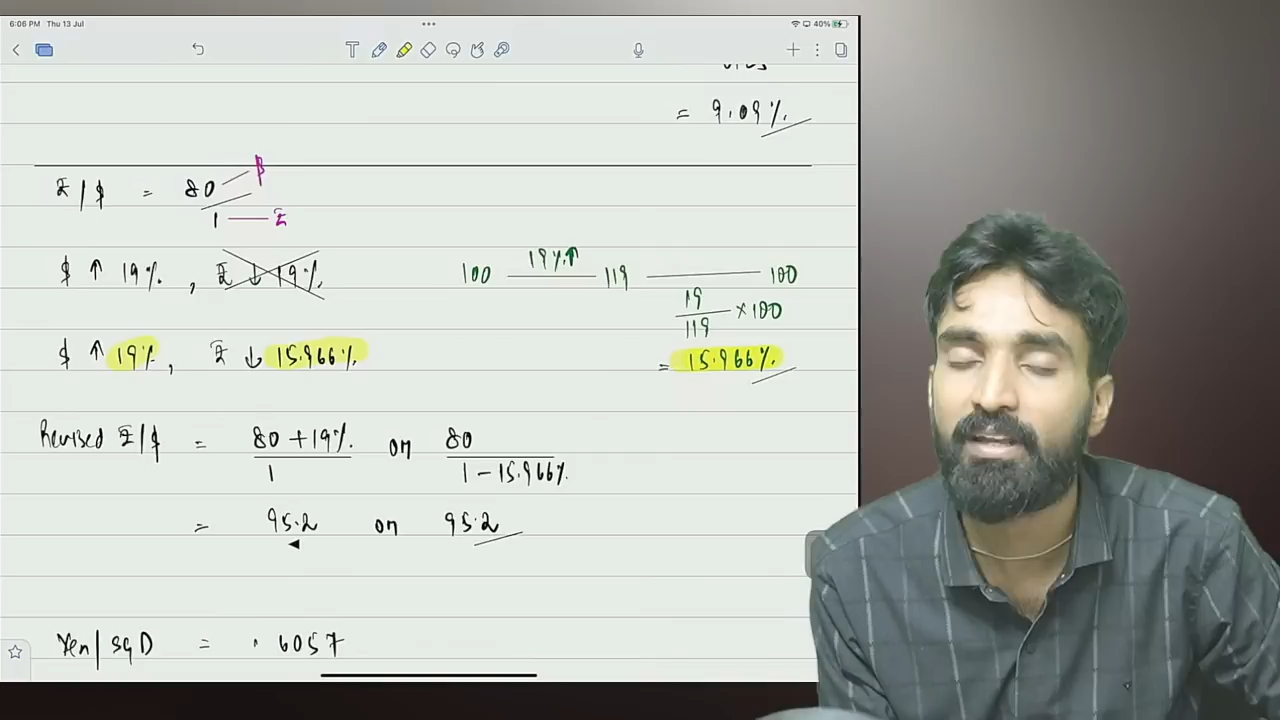 6:06 PM Thu 13 Jul
40%
= 9.09%
₹/$ = 80 $
1 ₹
$ ↑ 19%, ₹ ↓ 19%
100 19%↑ 119 100
19/119 × 100
$ ↑ 19%, ₹ ↓ 15.966%
= 15.966%
Revised ₹/$ = 80 + 19% / 1 or 80 / 1 - 15.966%
= 95.2 or 95.2
Yen/SgD = .6057